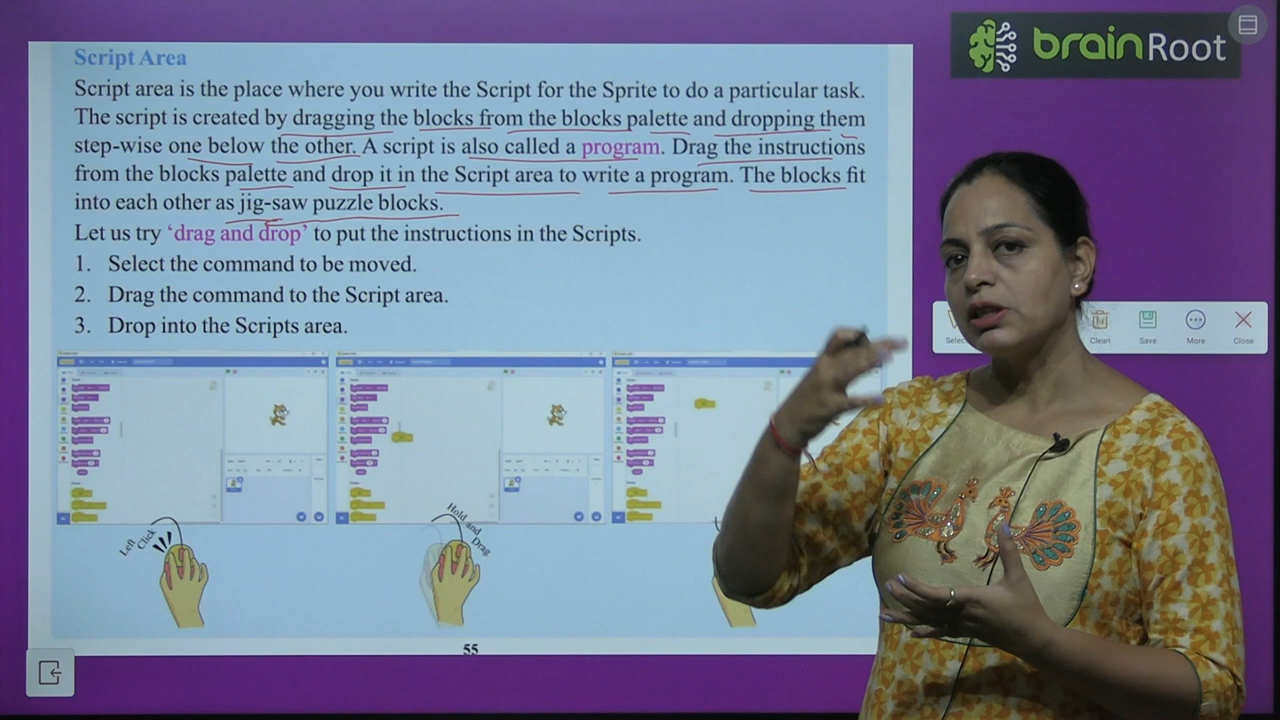 Script Area
Script area is the place where you write the Script for the Sprite to do a particular task.
The script is created by dragging the blocks from the blocks palette and dropping them
step-wise one below the other. A script is also called a program. Drag the instructions
from the blocks palette and drop it in the Script area to write a program. The blocks fit
into each other as jig-saw puzzle blocks.
Let us try ‘drag and drop’ to put the instructions in the Scripts.
1. Select the command to be moved.
2. Drag the command to the Script area.
3. Drop into the Scripts area.
Left Click
Hold and Drag
55
brainRoot
Clean Save More Close